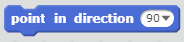 point in direction 90